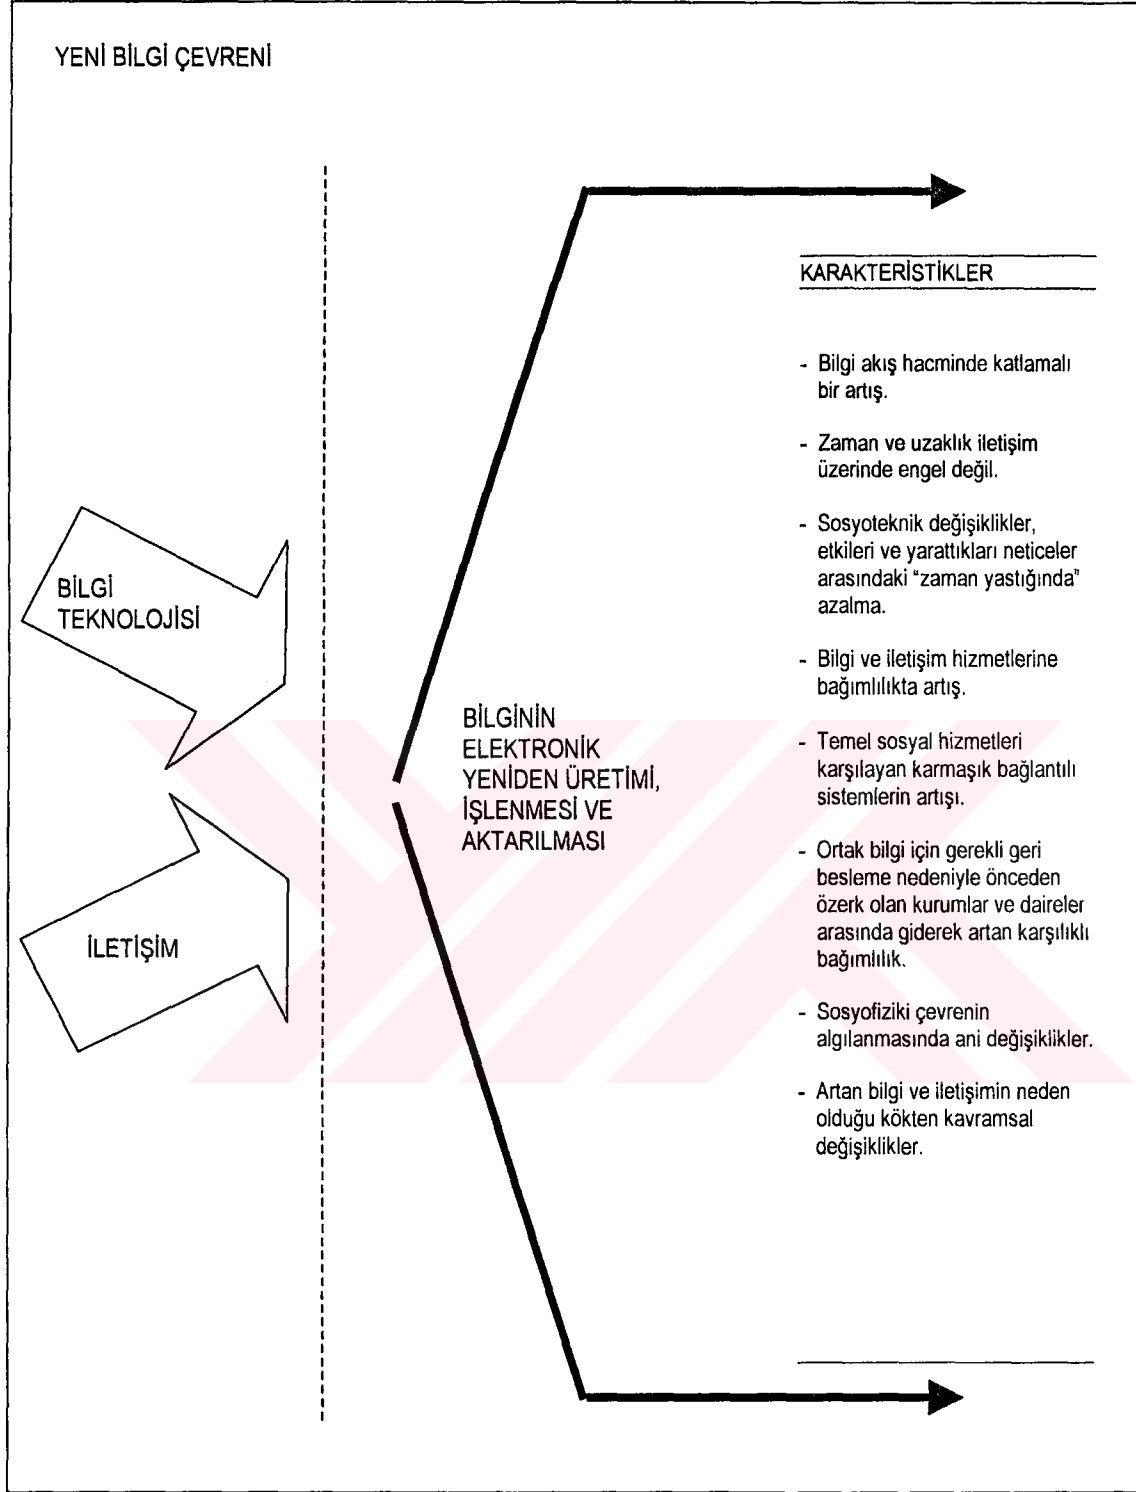 YENİ BİLGİ ÇEVRENİ
BİLGİ
TEKNOLOJİSİ
İLETİŞİM
BİLGİNİN
ELEKTRONİK
YENİDEN ÜRETİMİ,
İŞLENMESİ VE
AKTARILMASI
KARAKTERİSTİKLER
- Bilgi akış hacminde katlamalı
bir artış.
- Zaman ve uzaklık iletişim
üzerinde engel değil.
- Sosyoteknik değişiklikler,
etkileri ve yarattıkları neticeler
arasındaki "zaman yastığında"
azalma.
- Bilgi ve iletişim hizmetlerine
bağımlılıkta artış.
- Temel sosyal hizmetleri
karşılayan karmaşık bağlantılı
sistemlerin artışı.
- Ortak bilgi için gerekli geri
besleme nedeniyle önceden
özerk olan kurumlar ve daireler
arasında giderek artan karşılıklı
bağımlılık.
- Sosyofiziki çevrenin
algılanmasında ani değişiklikler.
- Artan bilgi ve iletişimin neden
olduğu kökten kavramsal
değişiklikler.